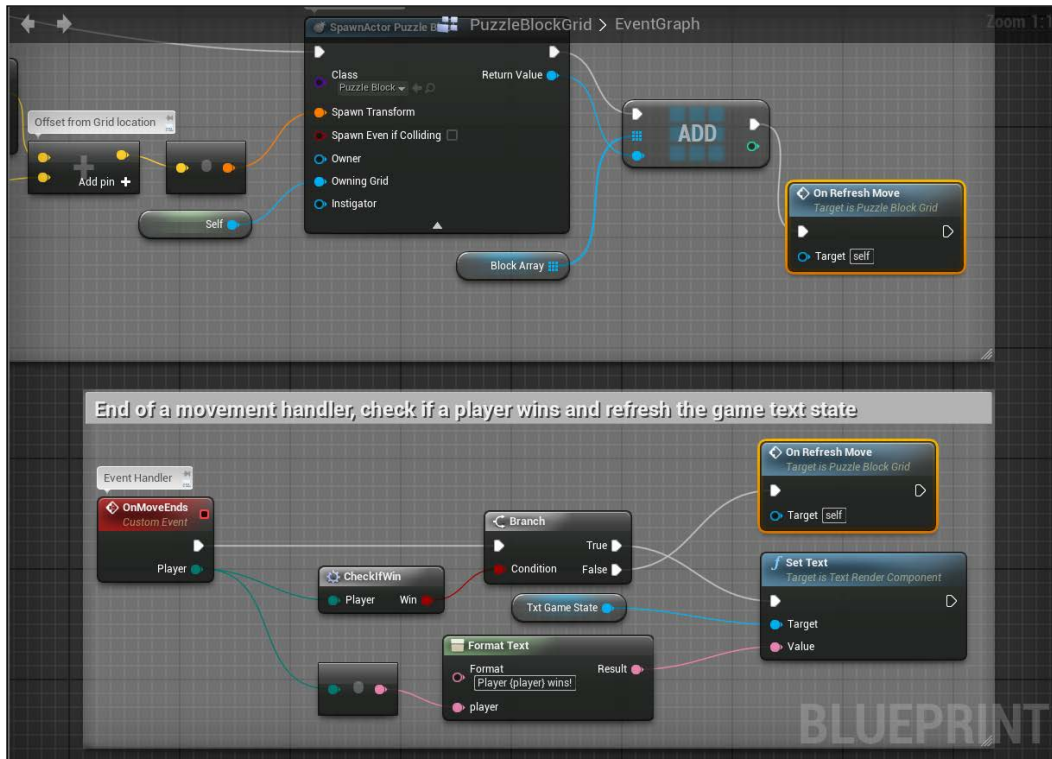 SpawnActor Puzzle B
PuzzleBlockGrid > EventGraph
Zoom 1:1
Class
Puzzle Block
Return Value
Spawn Transform
Spawn Even if Colliding
Owner
Owning Grid
Instigator
Offset from Grid location
Add pin +
Self
ADD
Block Array
On Refresh Move
Target is Puzzle Block Grid
Target self
End of a movement handler, check if a player wins and refresh the game text state
Event Handler
OnMoveEnds
Custom Event
Player
CheckIfWin
Player Win
Branch
True
Condition False
Txt Game State
Format Text
Format Result
Player {player} wins!
player
On Refresh Move
Target is Puzzle Block Grid
Target self
Set Text
Target is Text Render Component
Target
Value
BLUEPRINT